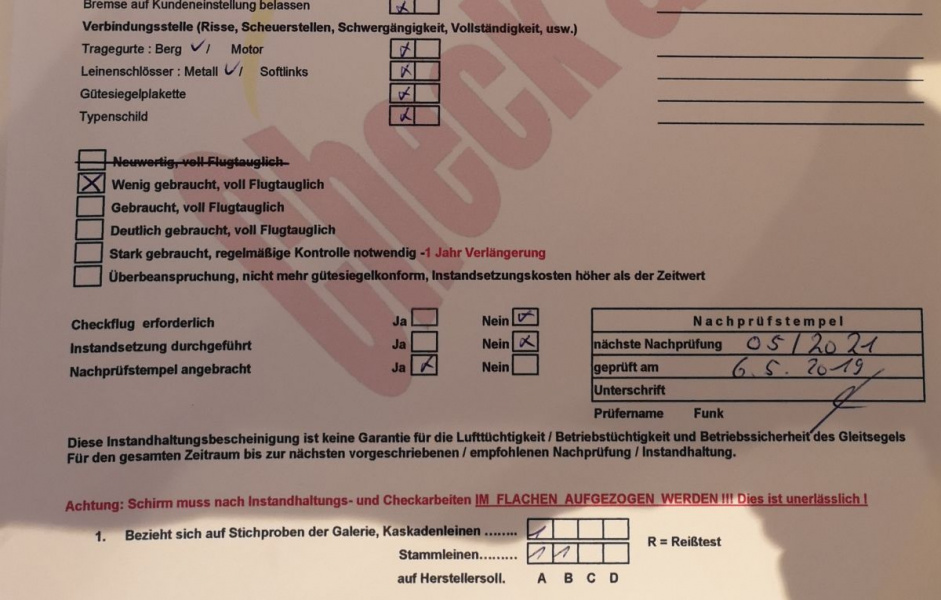 Bremse auf Kundeneinstellung belassen
Verbindungsstelle (Risse, Scheuerstellen, Schwergängigkeit, Vollständigkeit, usw.)
Tragegurte : Berg ✓/ Motor
Leinenschlösser : Metall ✓/ Softlinks
Gütesiegelplakette
Typenschild
Check
Neuwertig, voll Flugtauglich
Wenig gebraucht, voll Flugtauglich
Gebraucht, voll Flugtauglich
Deutlich gebraucht, voll Flugtauglich
Stark gebraucht, regelmäßige Kontrolle notwendig -1 Jahr Verlängerung
Überbeanspruchung, nicht mehr gütesiegelkonform, Instandsetzungskosten höher als der Zeitwert
Checkflug erforderlich Ja Nein
Instandsetzung durchgeführt Ja Nein
Nachprüfstempel angebracht Ja Nein
Nachprüfstempel
nächste Nachprüfung 05/2021
geprüft am 6.5.2019
Unterschrift
Prüfername Funk
Diese Instandhaltungsbescheinigung ist keine Garantie für die Lufttüchtigkeit / Betriebstüchtigkeit und Betriebssicherheit des Gleitsegels
Für den gesamten Zeitraum bis zur nächsten vorgeschriebenen / empfohlenen Nachprüfung / Instandhaltung.
Achtung: Schirm muss nach Instandhaltungs- und Checkarbeiten IM FLACHEN AUFGEZOGEN WERDEN !!! Dies ist unerlässlich !
1. Bezieht sich auf Stichproben der Galerie, Kaskadenleinen ........ 1
Stammleinen......... 1 1
R = Reißtest
auf Herstellersoll. A B C D